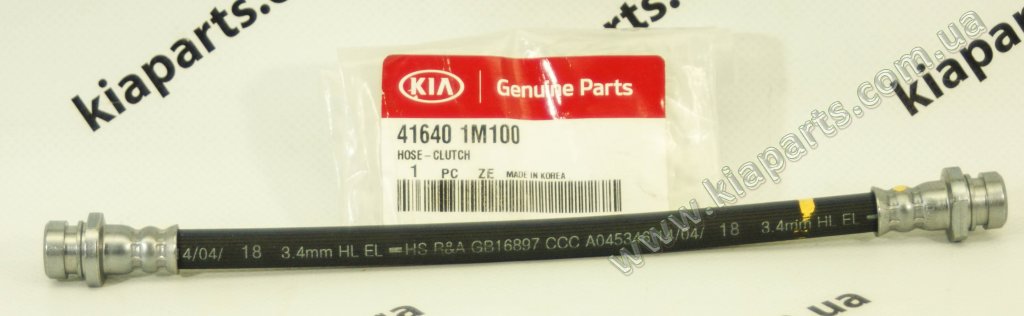 kiaparts.com
KIA Genuine Parts
41640 1M100
HOSE-CLUTCH
1 PC ZE MADE IN KOREA
4/04/ 18 3.4mm HL EL HS R&A GB16897 CCC A04534 /04/ 18 3.4mm HL EL
www.kiaparts.com.ua
kiaparts
ua